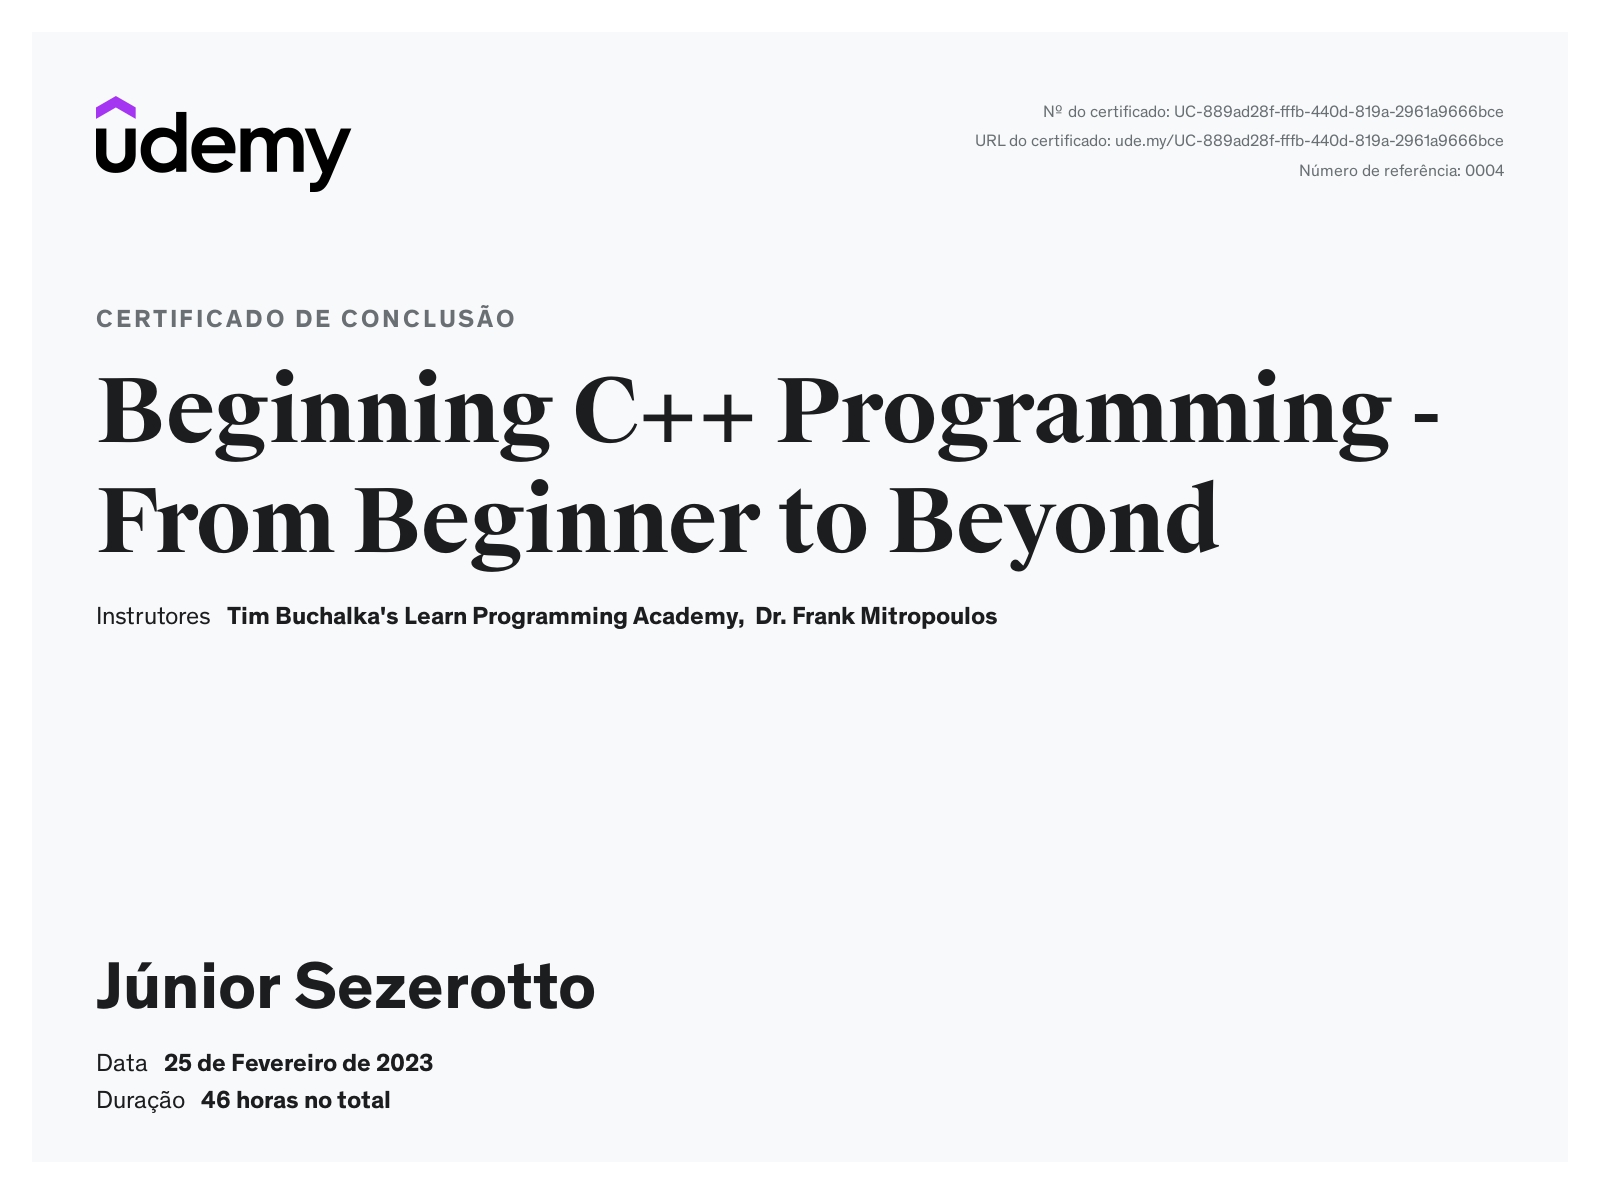 udemy
Nº do certificado: UC-889ad28f-fffb-440d-819a-2961a9666bce
URL do certificado: ude.my/UC-889ad28f-fffb-440d-819a-2961a9666bce
Número de referência: 0004
CERTIFICADO DE CONCLUSÃO
Beginning C++ Programming -
From Beginner to Beyond
Instrutores Tim Buchalka's Learn Programming Academy, Dr. Frank Mitropoulos
Júnior Sezerotto
Data 25 de Fevereiro de 2023
Duração 46 horas no total